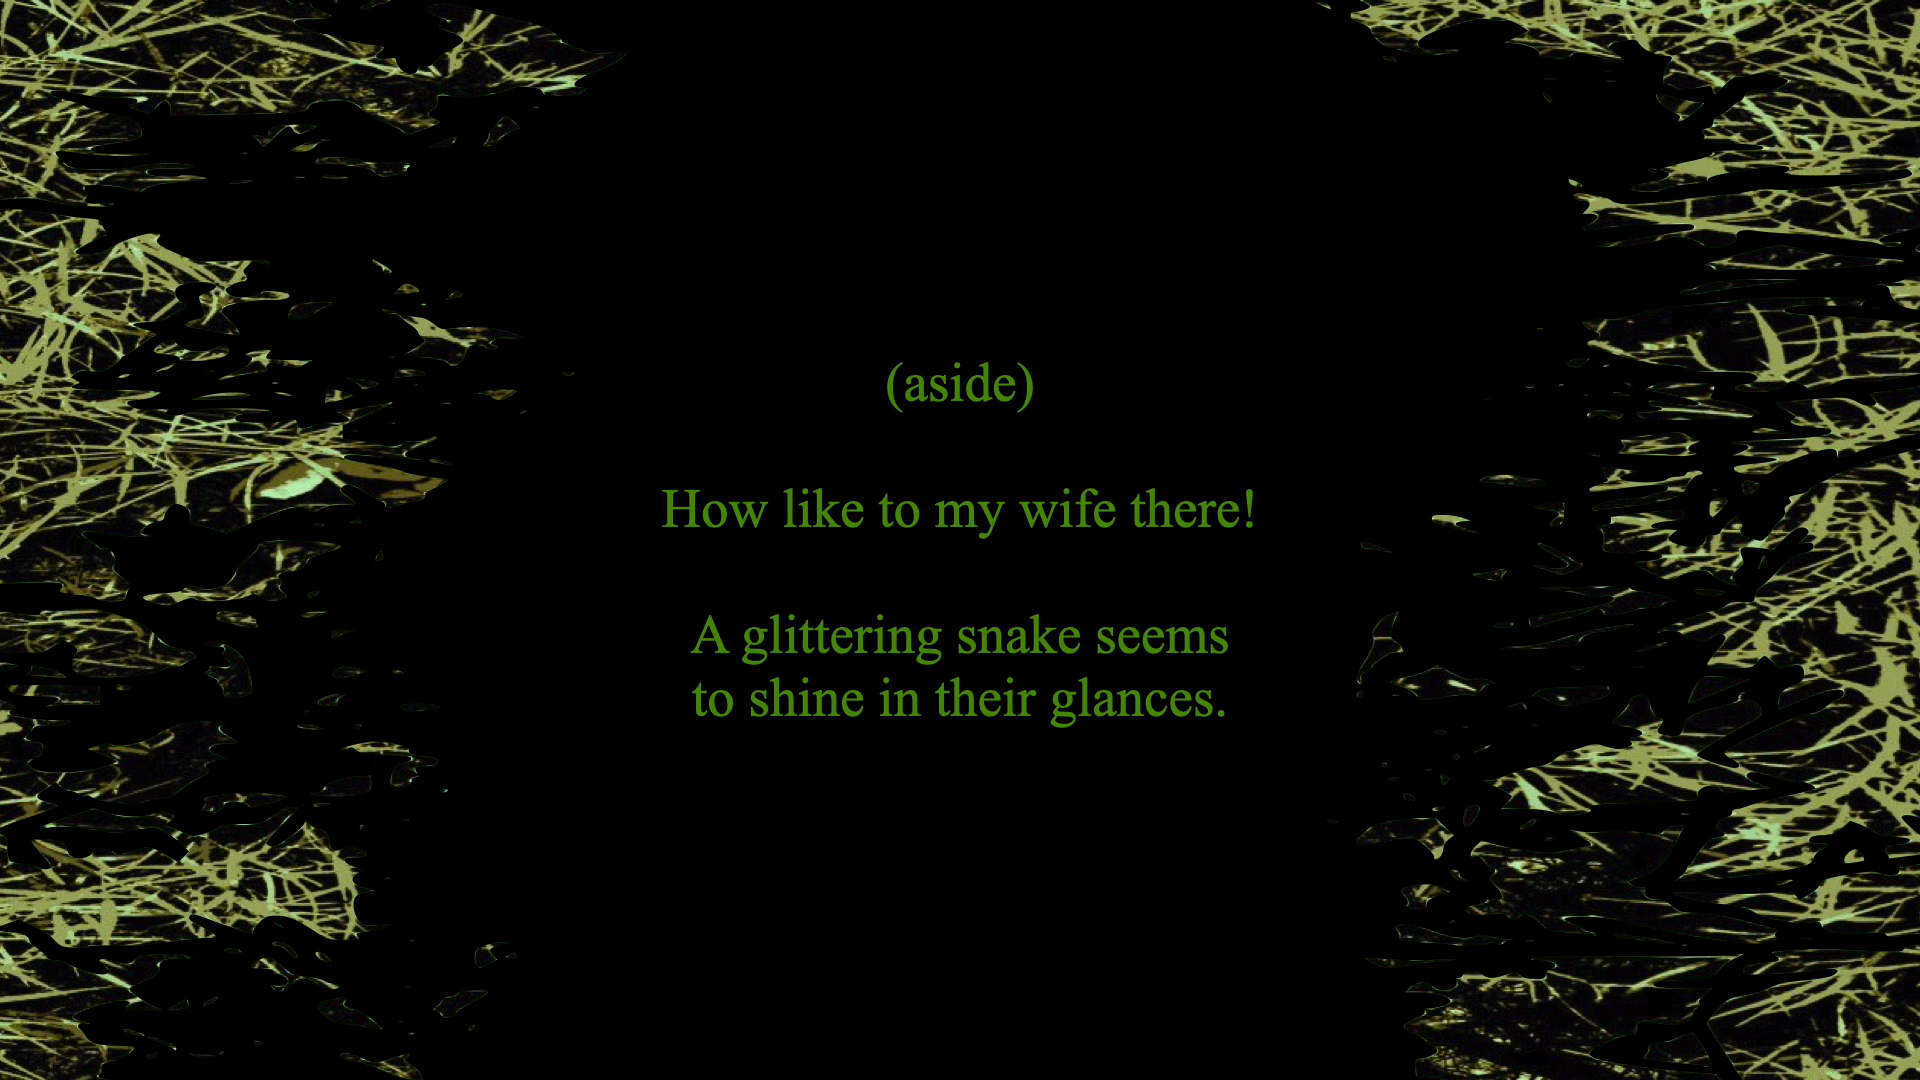 (aside)
How like to my wife there!
A glittering snake seems
to shine in their glances.